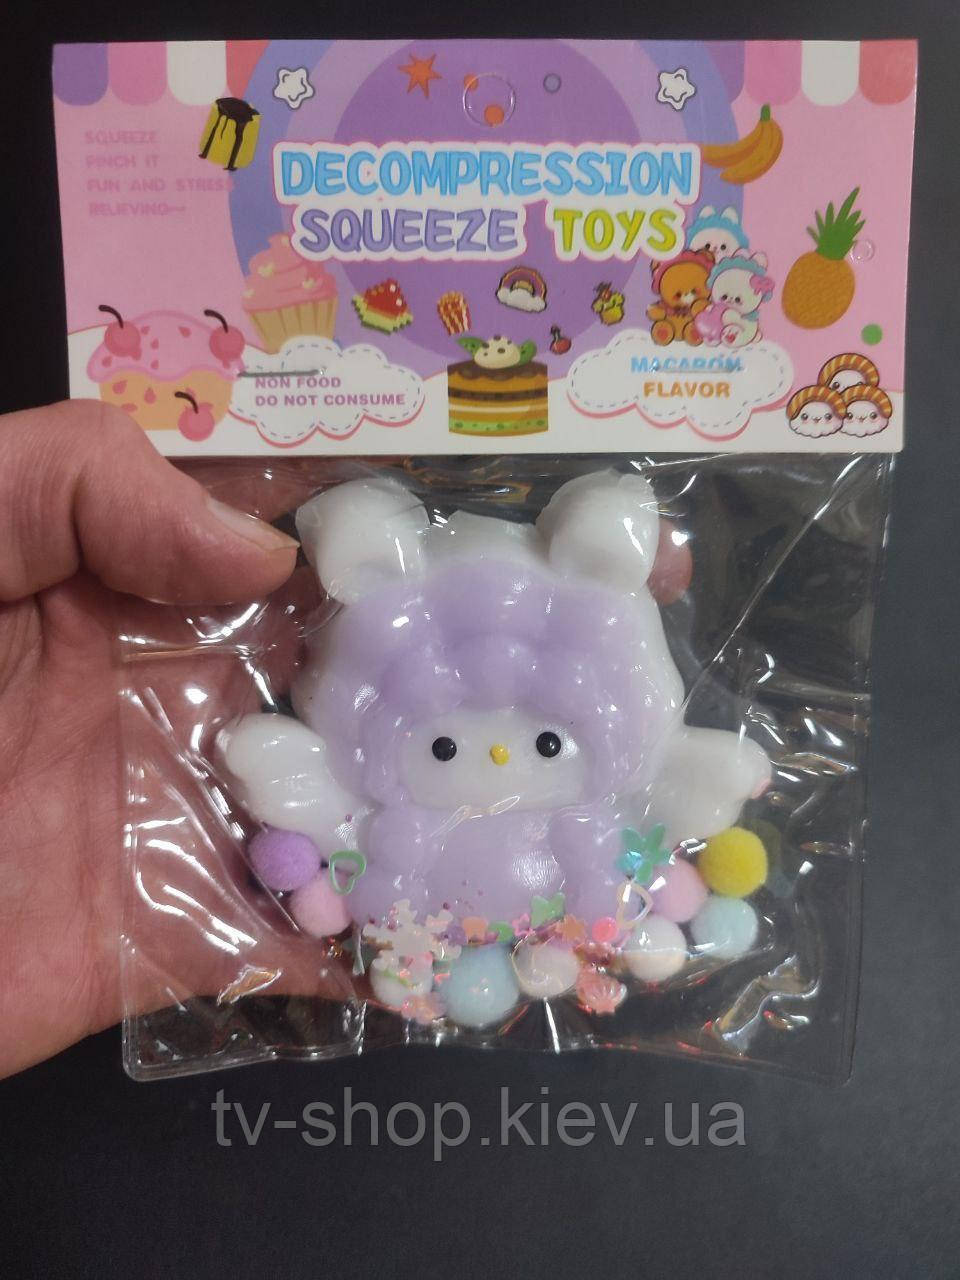 SQUEEZE
PINCH IT
FUN AND STRESS
RELIEVING—
DECOMPRESSION
SQUEEZE TOYS
NON FOOD
DO NOT CONSUME
MACAROM
FLAVOR
tv-shop.kiev.ua